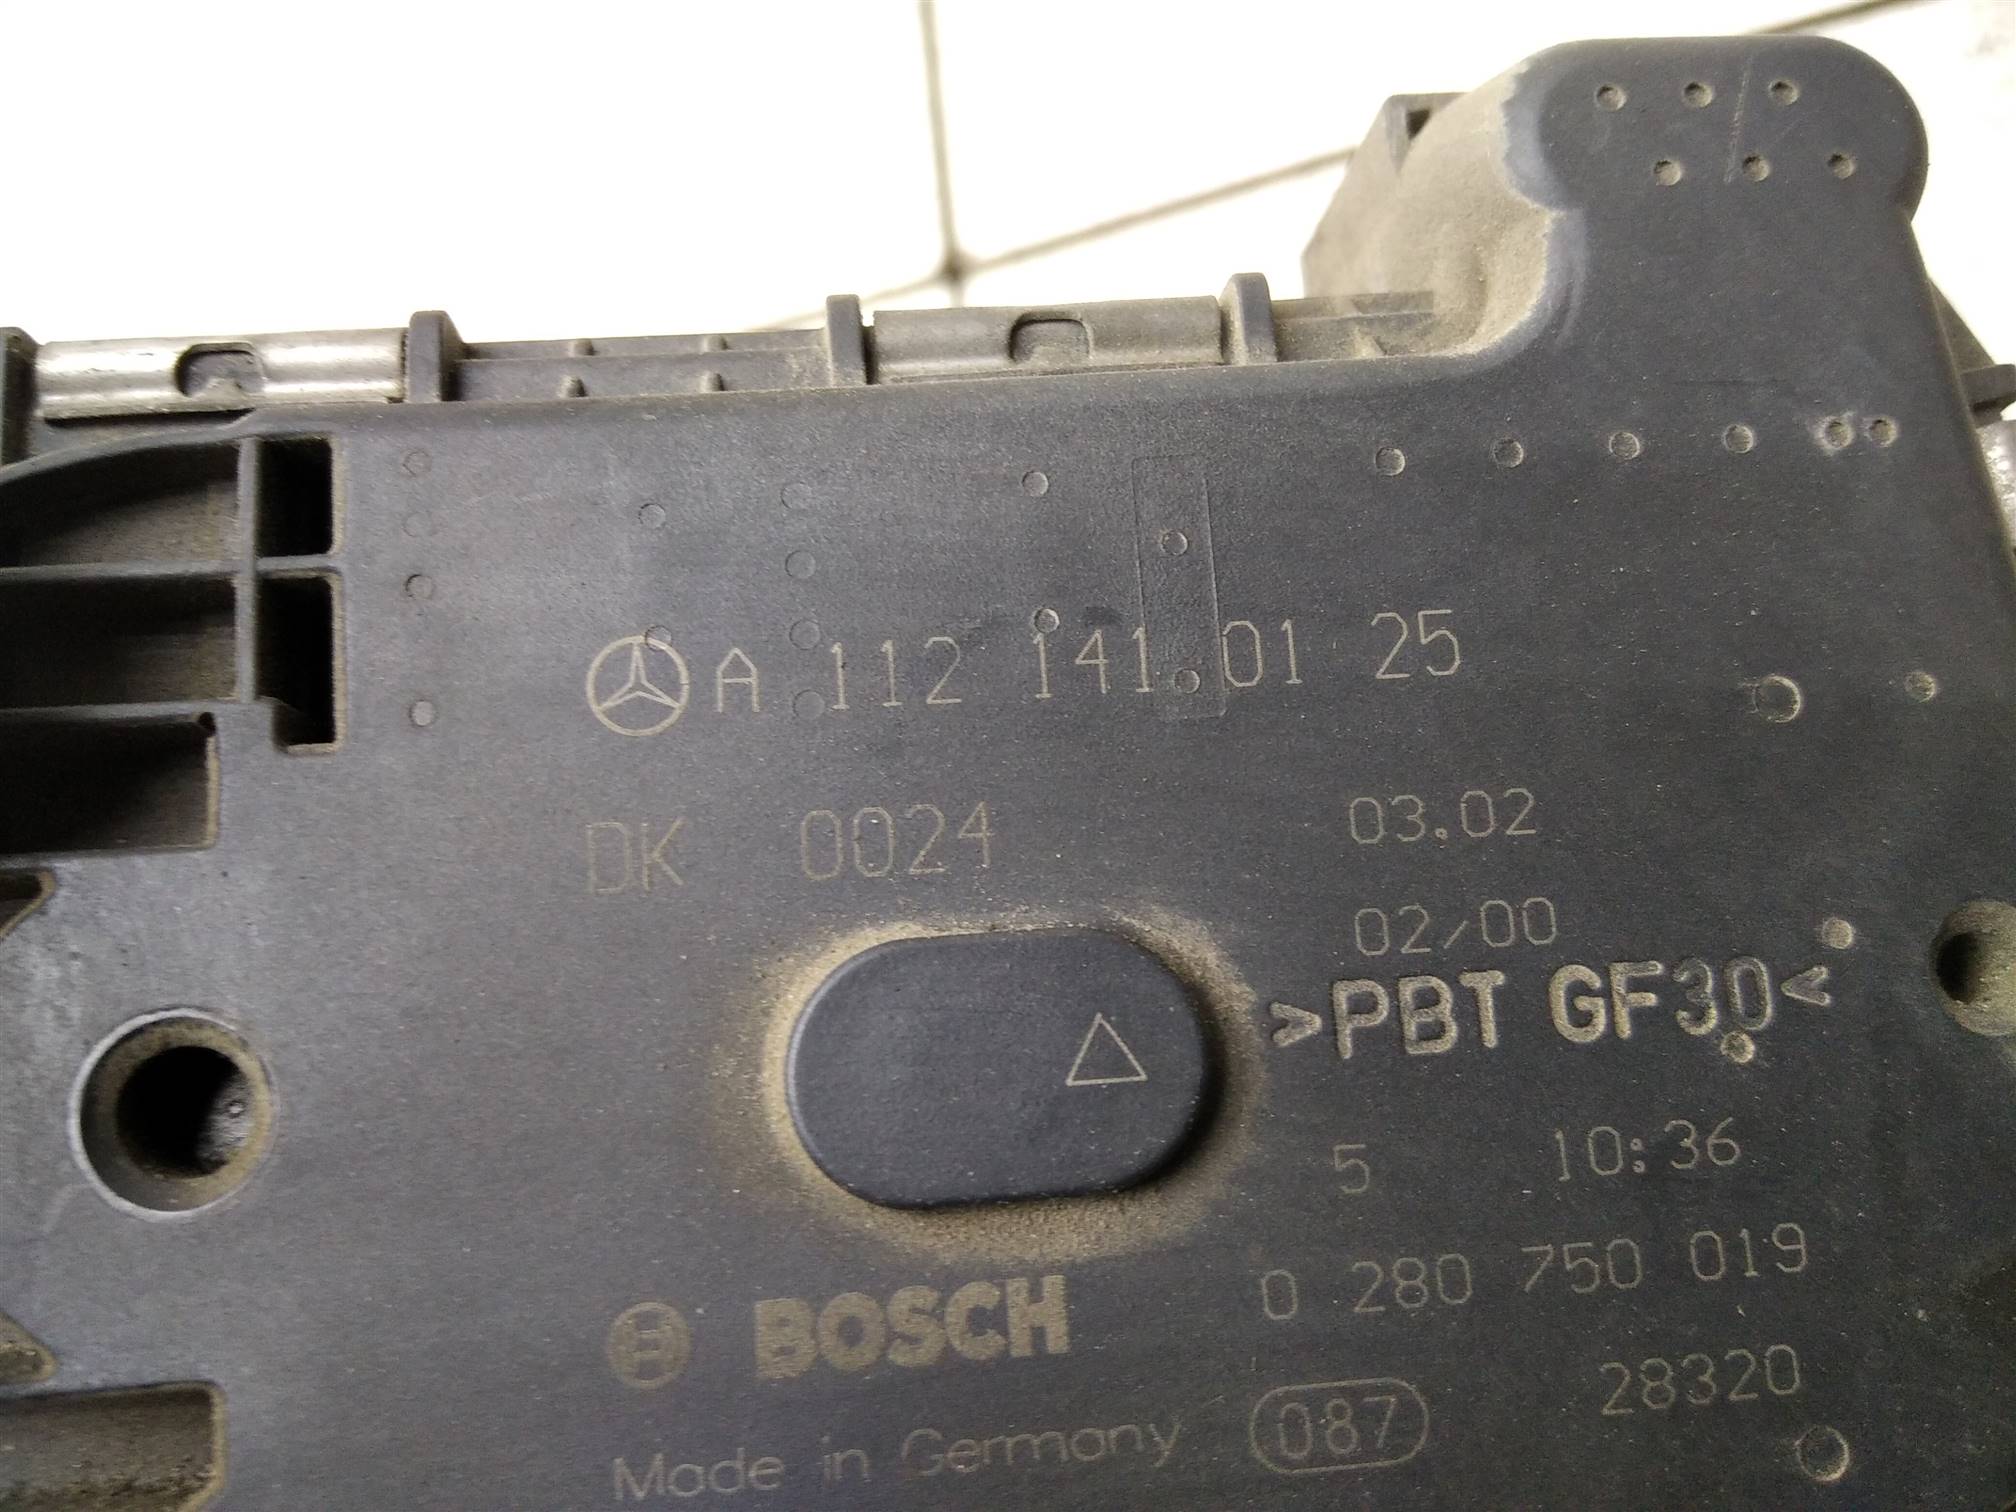 A 112 141 01 25
DK 0024 03.02
02/00
>PBT GF30<
5 10:36
0 280 750 019
BOSCH
28320
Made in Germany 087